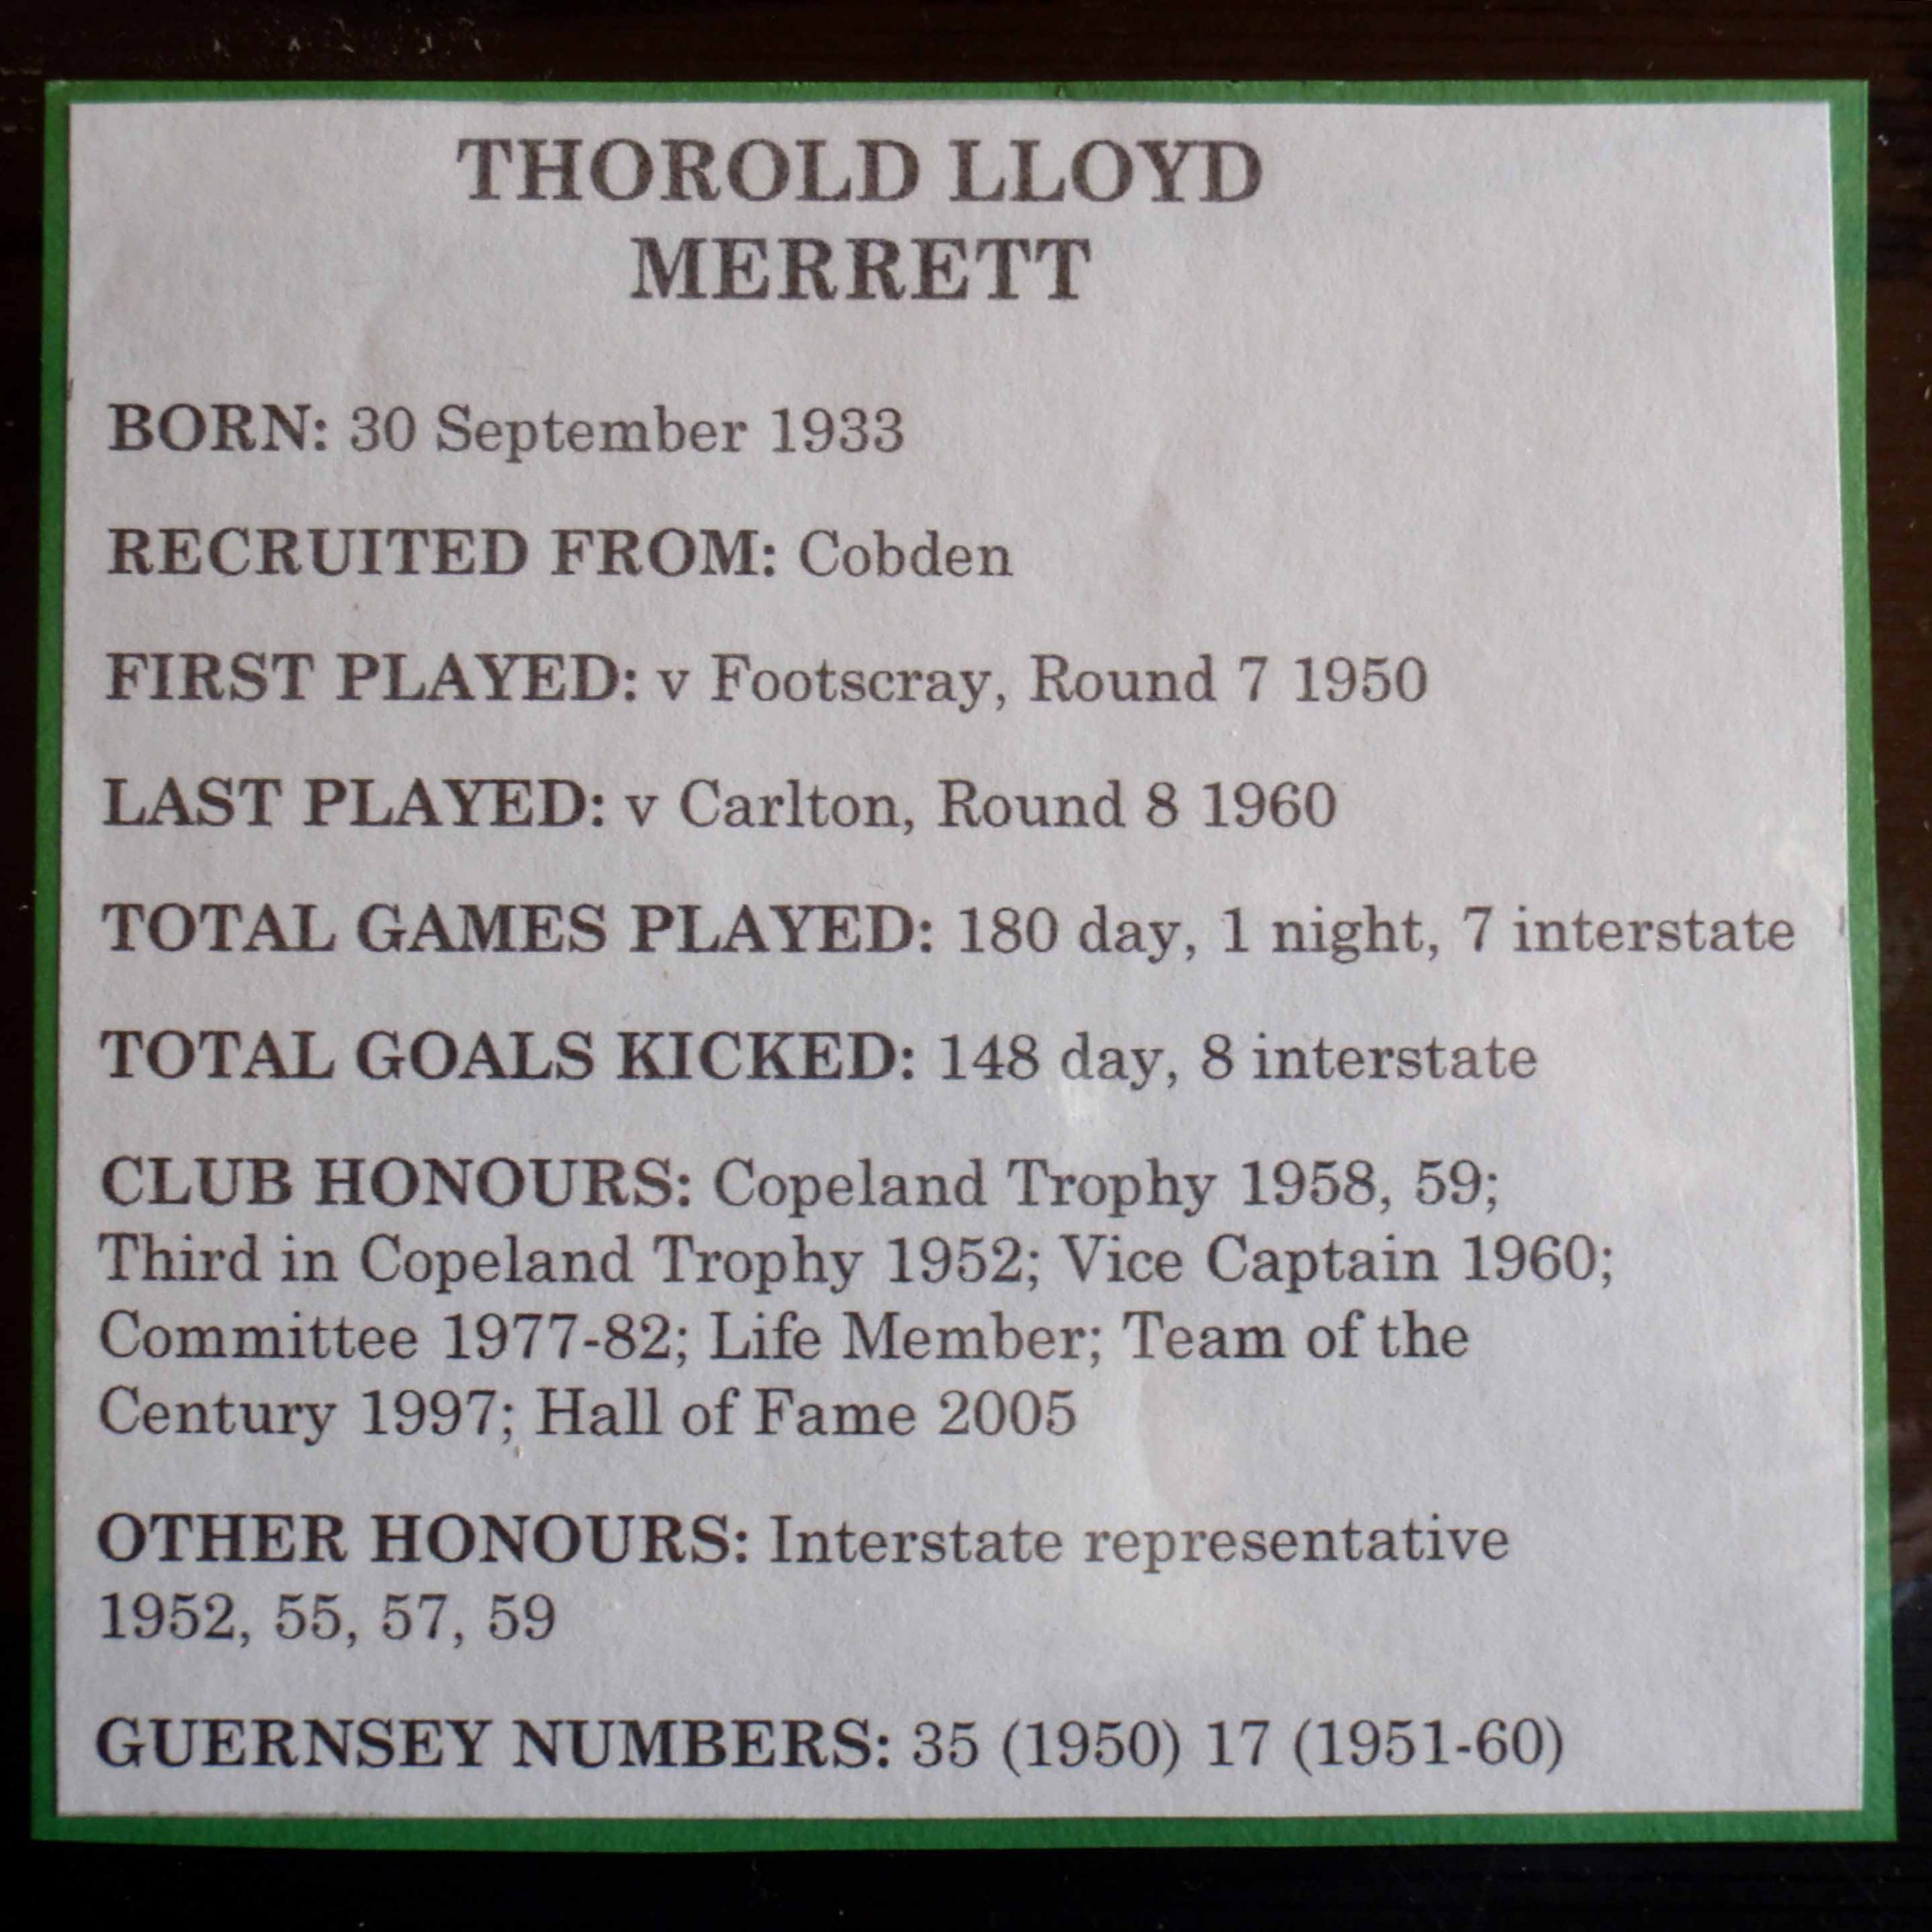 THOROLD LLOYD
MERRETT
BORN: 30 September 1933
RECRUITED FROM: Cobden
FIRST PLAYED: v Footscray, Round 7 1950
LAST PLAYED: v Carlton, Round 8 1960
TOTAL GAMES PLAYED: 180 day, 1 night, 7 interstate
TOTAL GOALS KICKED: 148 day, 8 interstate
CLUB HONOURS: Copeland Trophy 1958, 59;
Third in Copeland Trophy 1952; Vice Captain 1960;
Committee 1977-82; Life Member; Team of the
Century 1997; Hall of Fame 2005
OTHER HONOURS: Interstate representative
1952, 55, 57, 59
GUERNSEY NUMBERS: 35 (1950) 17 (1951-60)